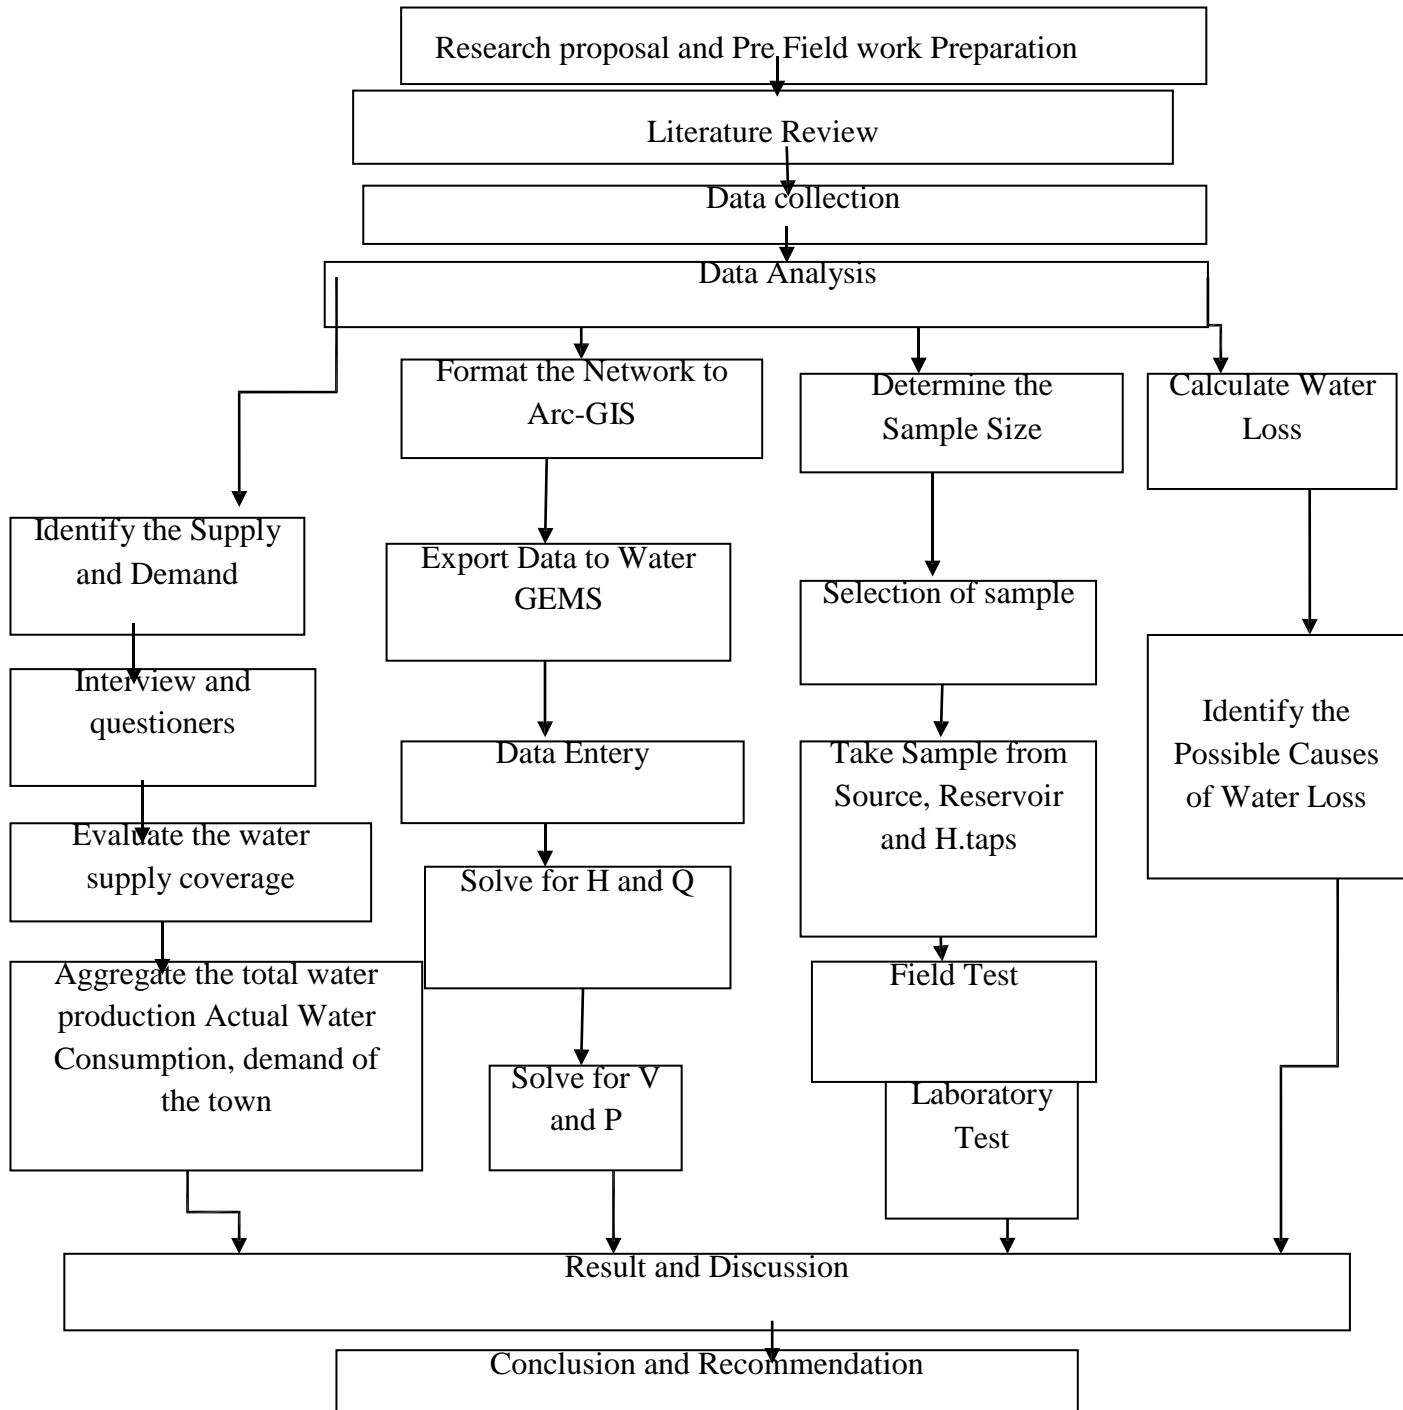 Research proposal and Pre Field work Preparation
Literature Review
Data collection
Data Analysis
Format the Network to
Arc-GIS
Determine the
Sample Size
Calculate Water
Loss
Identify the Supply
and Demand
Export Data to Water
GEMS
Selection of sample
Interview and
questioners
Identify the
Possible Causes
of Water Loss
Data Entery
Take Sample from
Source, Reservoir
and H.taps
Evaluate the water
supply coverage
Solve for H and Q
Aggregate the total water
production Actual Water
Consumption, demand of
the town
Field Test
Solve for V
and P
Laboratory
Test
Result and Discussion
Conclusion and Recommendation